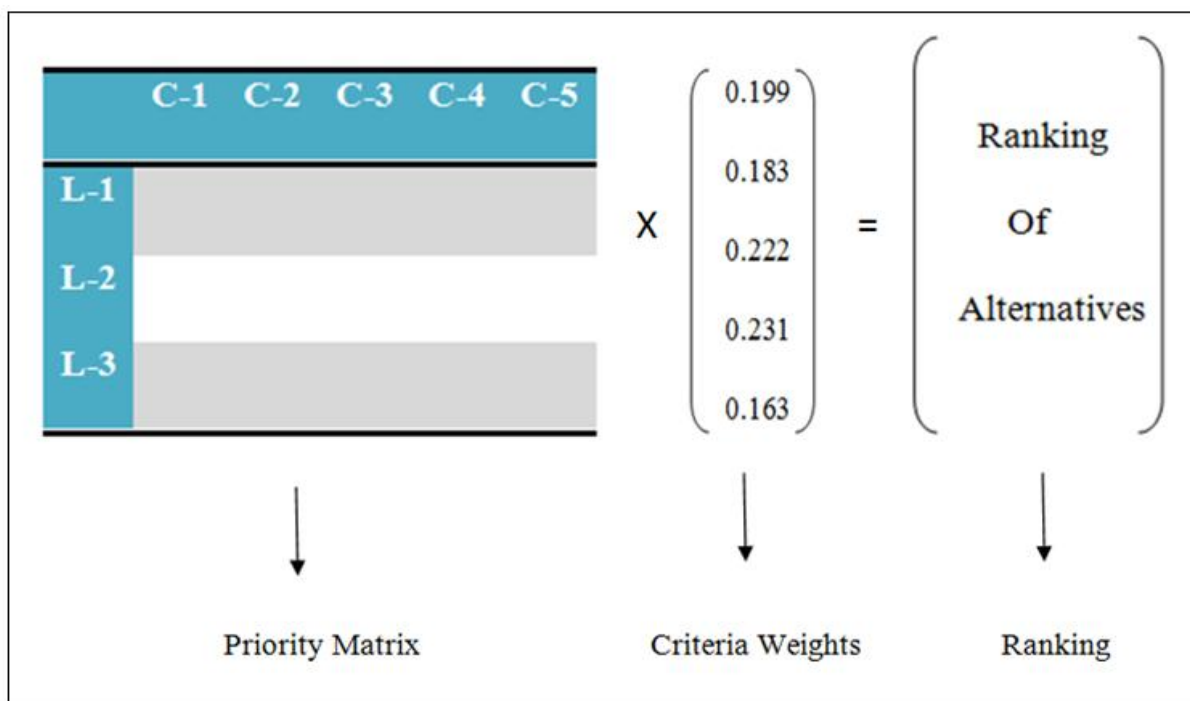 C-1 C-2 C-3 C-4 C-5
L-1
L-2
L-3
X
0.199
0.183
0.222
0.231
0.163
=
Ranking
Of
Alternatives
Priority Matrix
Criteria Weights
Ranking